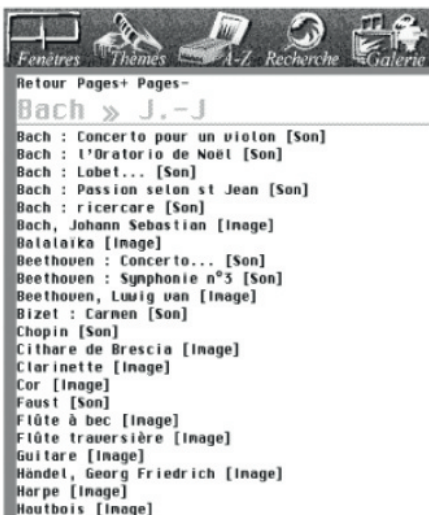 Fenêtres Thèmes A-Z Recherche Galerie
Retour Pages+ Pages-
Bach » J.-J
Bach : Concerto pour un violon [Son]
Bach : l'Oratorio de Noël [Son]
Bach : Lobet... [Son]
Bach : Passion selon st Jean [Son]
Bach : ricercare [Son]
Bach, Johann Sebastian [Image]
Balalaïka [Image]
Beethoven : Concerto... [Son]
Beethoven : Symphonie n°3 [Son]
Beethoven, Luwig van [Image]
Bizet : Carmen [Son]
Chopin [Son]
Cithare de Brescia [Image]
Clarinette [Image]
Cor [Image]
Faust [Son]
Flûte à bec [Image]
Flûte traversière [Image]
Guitare [Image]
Händel, Georg Friedrich [Image]
Harpe [Image]
Hautbois [Image]